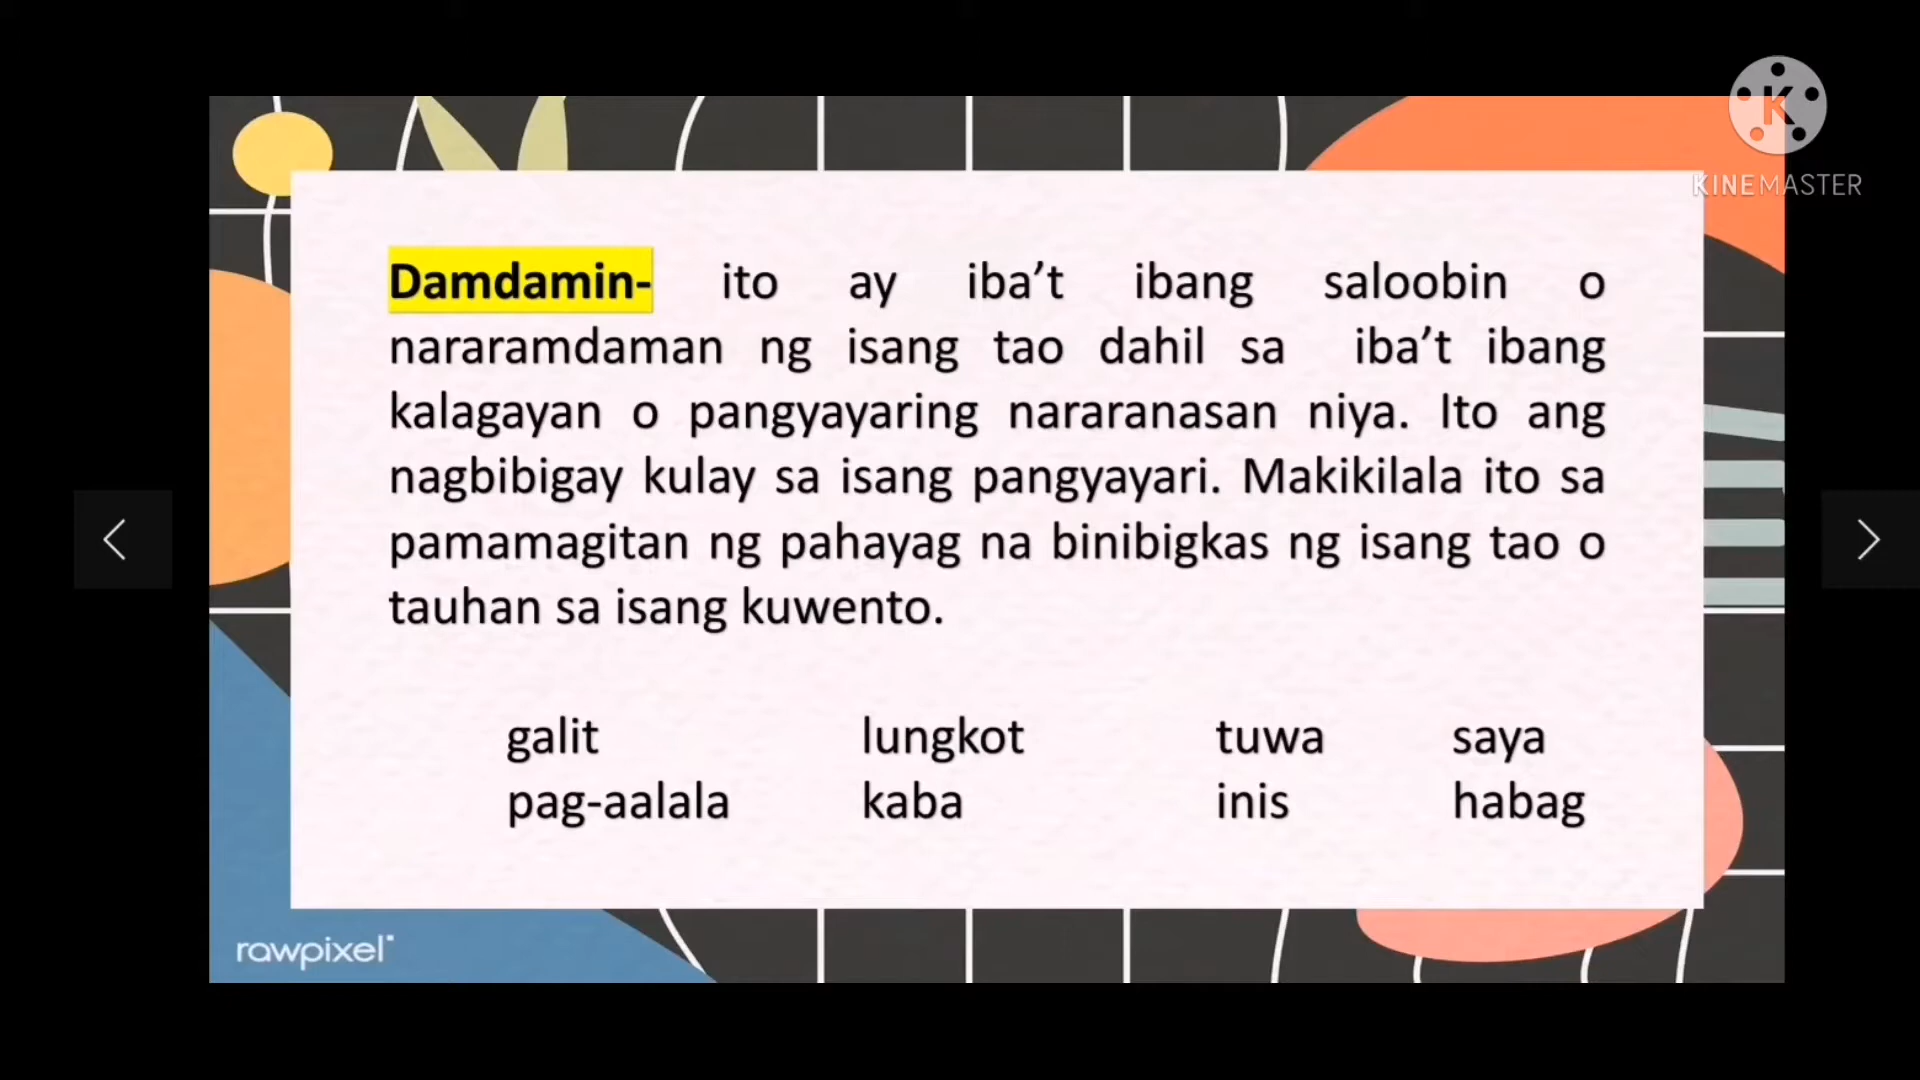 KINEMASTER
Damdamin- ito ay iba’t ibang saloobin o
nararamdaman ng isang tao dahil sa iba’t ibang
kalagayan o pangyayaring nararanasan niya. Ito ang
nagbibigay kulay sa isang pangyayari. Makikilala ito sa
pamamagitan ng pahayag na binibigkas ng isang tao o
tauhan sa isang kuwento.
galit lungkot tuwa saya
pag-aalala kaba inis habag
rawpixel